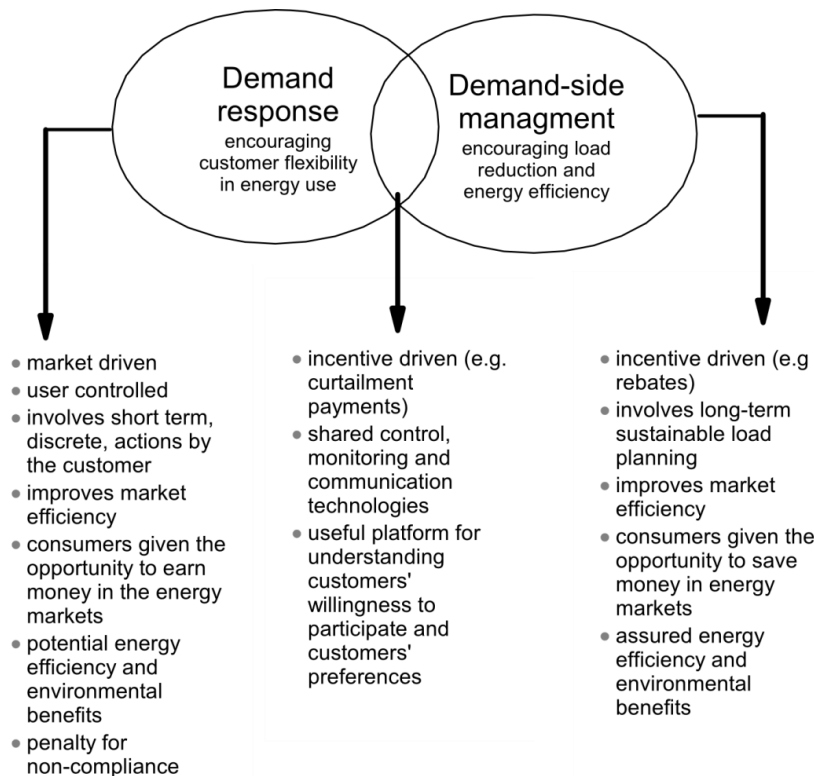 Demand
response
encouraging
customer flexibility
in energy use
Demand-side
managment
encouraging load
reduction and
energy efficiency
• market driven
• user controlled
• involves short term,
discrete, actions by
the customer
• improves market
efficiency
• consumers given the
opportunity to earn
money in the energy
markets
• potential energy
efficiency and
environmental
benefits
• penalty for
non-compliance
• incentive driven (e.g.
curtailment
payments)
• shared control,
monitoring and
communication
technologies
• useful platform for
understanding
customers'
willingness to
participate and
customers'
preferences
• incentive driven (e.g
rebates)
• involves long-term
sustainable load
planning
• improves market
efficiency
• consumers given the
opportunity to save
money in energy
markets
• assured energy
efficiency and
environmental
benefits